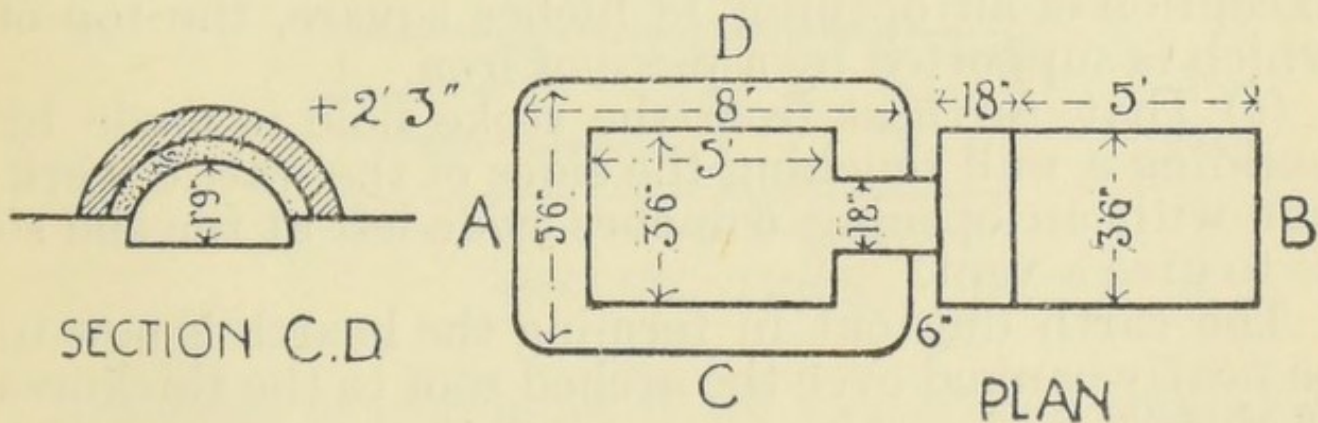 D
+2' 3"
8'
18"
5'
5'
1'9"
A
5'6"
3'6"
18"
3'6"
B
SECTION C.D
6"
C
PLAN